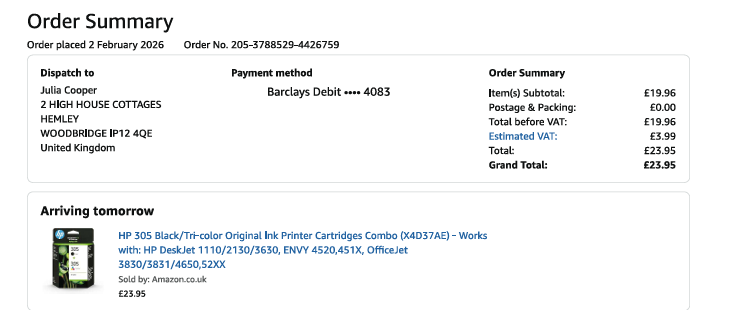 Order Summary
Order placed 2 February 2026 Order No. 205-3788529-4426759
Dispatch to
Julia Cooper
2 HIGH HOUSE COTTAGES
HEMLEY
WOODBRIDGE IP12 4QE
United Kingdom
Payment method
Barclays Debit •••• 4083
Order Summary
Item(s) Subtotal: £19.96
Postage & Packing: £0.00
Total before VAT: £19.96
Estimated VAT: £3.99
Total: £23.95
Grand Total: £23.95
Arriving tomorrow
hp
305
305
HP 305 Black/Tri-color Original Ink Printer Cartridges Combo (X4D37AE) - Works
with: HP DeskJet 1110/2130/3630, ENVY 4520,451X, OfficeJet
3830/3831/4650,52XX
Sold by: Amazon.co.uk
£23.95